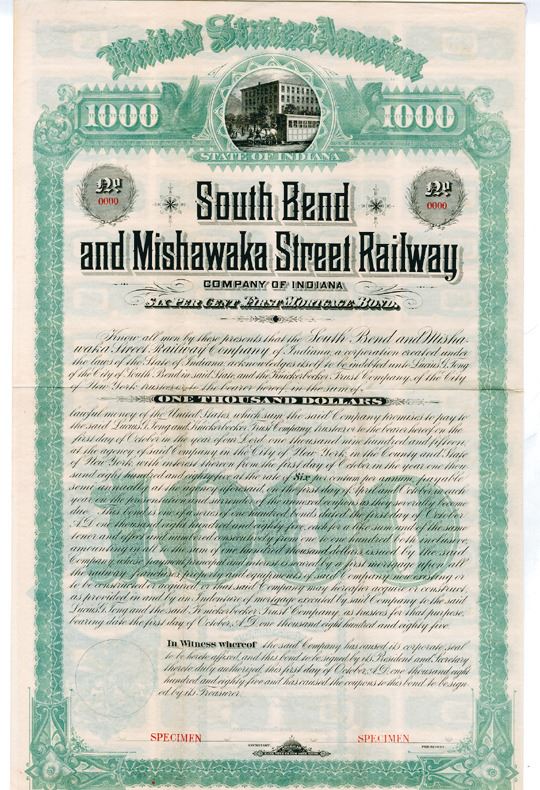 United States of America
1000 1000
STATE OF INDIANA
No No
0000 0000
South Bend
and Mishawaka Street Railway
COMPANY OF INDIANA
SIX PER CENT FIRST MORTGAGE BOND.
Know all men by these presents that the South Bend and Misha
waka Street Railway Company of Indiana, a corporation created under
the laws of the State of Indiana, acknowledges itself to be indebted unto Lucius G. Tong
of the City of South Bend in said State and the Knickerbocker Trust Company, of the City
of New York trustees or to the bearer hereof in the sum of
ONE THOUSAND DOLLARS
lawful money of the United States, which sum the said Company promises to pay to
the said Lucius G. Tong and Knickerbocker Trust Company, trustees or to the bearer hereof on the
first day of October in the year of our Lord one thousand nine hundred and fifteen,
at the agency of said Company in the City of New York, in the County and State
of New York, with interest thereon from the first day of October in the year one thou
sand eight hundred and eighty five at the rate of Six per centum per annum, payable
semi annually at the agency aforesaid, on the first day of April and October in each
year on the presentation and surrender of the annexed coupons as they severally become
due. This bond is one of a series of one hundred bonds dated the first day of October
A.D. one thousand eight hundred and eighty five, each for a like sum and of the same
tenor and effect and numbered consecutively from one to one hundred both inclusive,
amounting in all to the sum of one hundred thousand dollars issued by the said
Company, whose payment principal and interest is secured by a first mortgage upon all
the railway, franchises, property and equipments of said Company now existing or
to be constructed or acquired or that said Company may hereafter acquire or construct,
as provided in and by an Indenture of mortgage executed by said Company to the said
Lucius G. Tong and the said Knickerbocker Trust Company, as trustees for this purpose,
bearing date the first day of October, A.D. one thousand eight hundred and eighty five.
1000
In Witness whereof the said Company has caused its corporate seal
to be hereto affixed, and this bond to be signed by its President and Secretary
thereto duly authorized, this first day of October, A.D. one thousand eight
hundred and eighty five and has caused the coupons to this bond to be sign
ed by its Treasurer.
SPECIMEN SPECIMEN
SECRETARY PRESIDENT